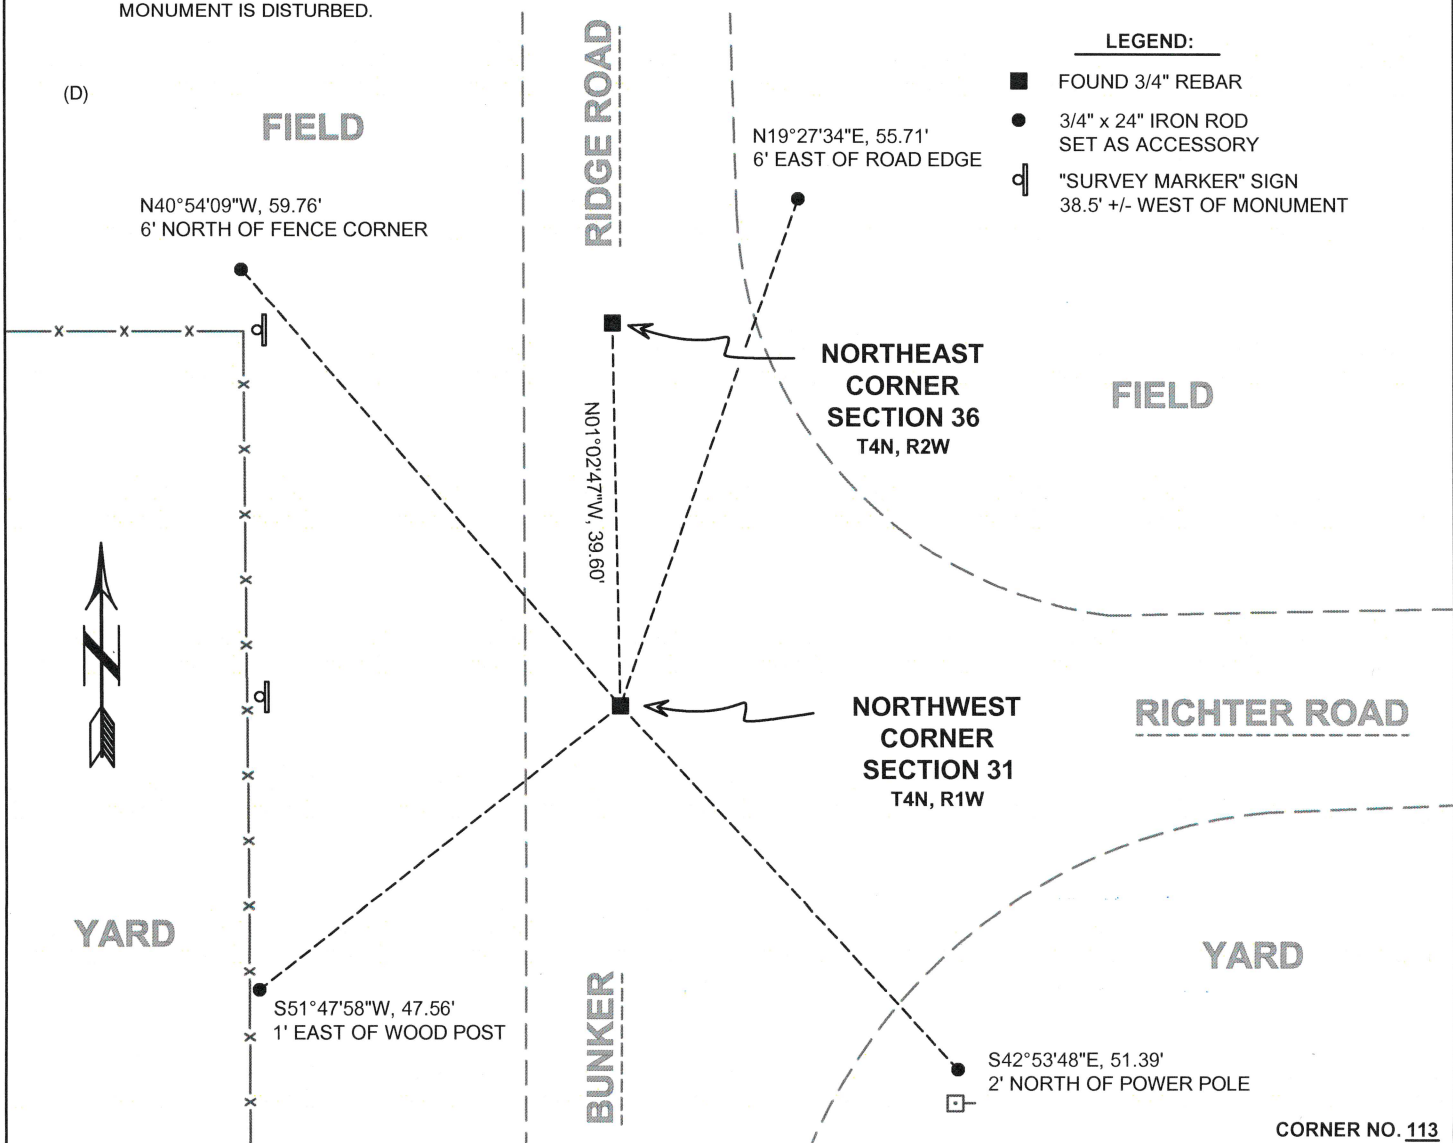 MONUMENT IS DISTURBED.
(D)
FIELD
RIDGE ROAD
LEGEND:
FOUND 3/4" REBAR
3/4" x 24" IRON ROD
SET AS ACCESSORY
"SURVEY MARKER" SIGN
38.5' +/- WEST OF MONUMENT
N19°27'34"E, 55.71'
6' EAST OF ROAD EDGE
N40°54'09"W, 59.76'
6' NORTH OF FENCE CORNER
NORTHEAST
CORNER
SECTION 36
T4N, R2W
FIELD
N01°02'47"W, 39.60'
N
NORTHWEST
CORNER
SECTION 31
T4N, R1W
RICHTER ROAD
YARD
YARD
S51°47'58"W, 47.56'
1' EAST OF WOOD POST
BUNKER
S42°53'48"E, 51.39'
2' NORTH OF POWER POLE
CORNER NO. 113